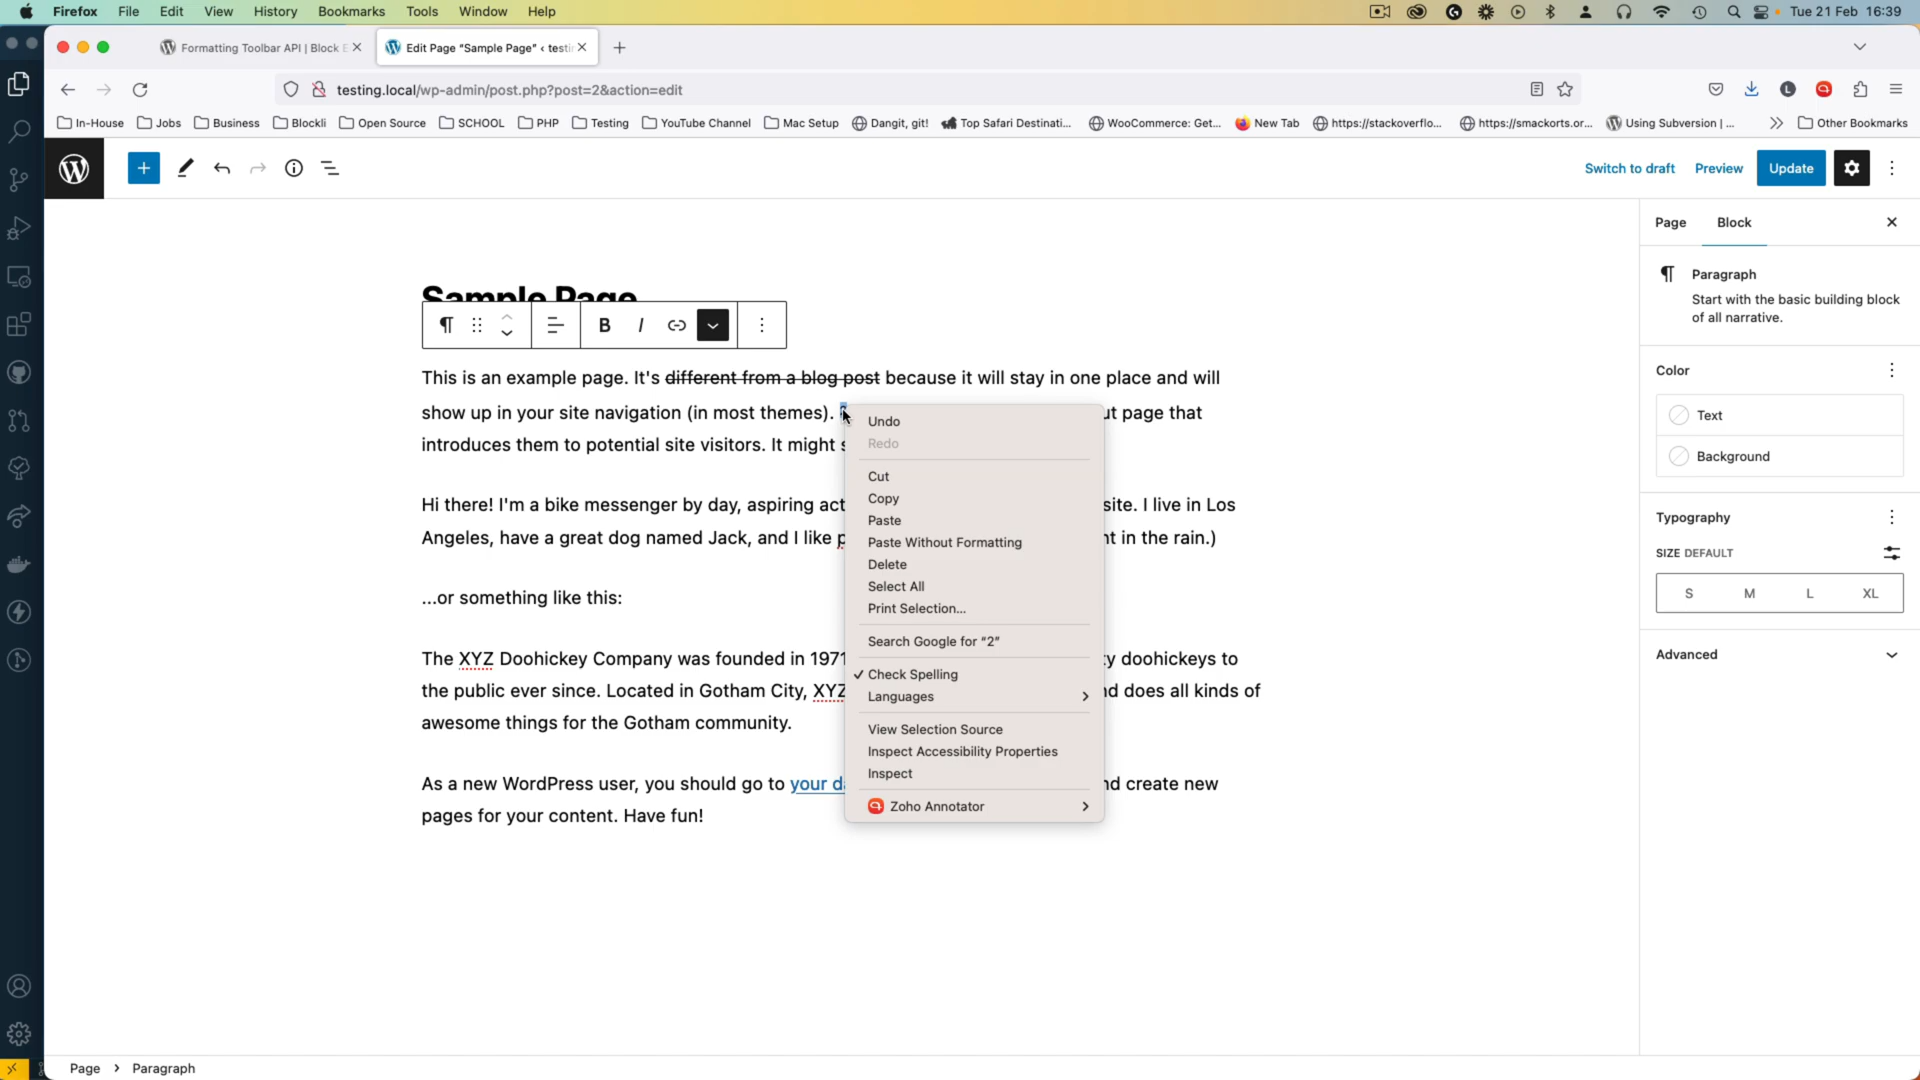 Firefox File Edit View History Bookmarks Tools Window Help Tue 21 Feb 16:39
Formatting Toolbar API | Block E
Edit Page “Sample Page” ‹ testi
testing.local/wp-admin/post.php?post=2&action=edit
In-House Jobs Business Blockli Open Source SCHOOL PHP Testing YouTube Channel Mac Setup Dangit, git! Top Safari Destinati... WooCommerce: Get... New Tab https://stackoverflo... https://smackorts.or... Using Subversion | ... Other Bookmarks
Switch to draft Preview Update
Page Block
Paragraph
Start with the basic building block
of all narrative.
Color
Text
Background
Typography
SIZE DEFAULT
S M L XL
Advanced
Sample Page
B I
This is an example page. It's different from a blog post because it will stay in one place and will
show up in your site navigation (in most themes). ut page that
introduces them to potential site visitors. It might s
Hi there! I'm a bike messenger by day, aspiring act site. I live in Los
Angeles, have a great dog named Jack, and I like p nt in the rain.)
...or something like this:
The XYZ Doohickey Company was founded in 1971 ty doohickeys to
the public ever since. Located in Gotham City, XYZ nd does all kinds of
awesome things for the Gotham community.
As a new WordPress user, you should go to your da nd create new
pages for your content. Have fun!
Undo
Redo
Cut
Copy
Paste
Paste Without Formatting
Delete
Select All
Print Selection...
Search Google for “2”
Check Spelling
Languages
View Selection Source
Inspect Accessibility Properties
Inspect
Zoho Annotator
Page Paragraph